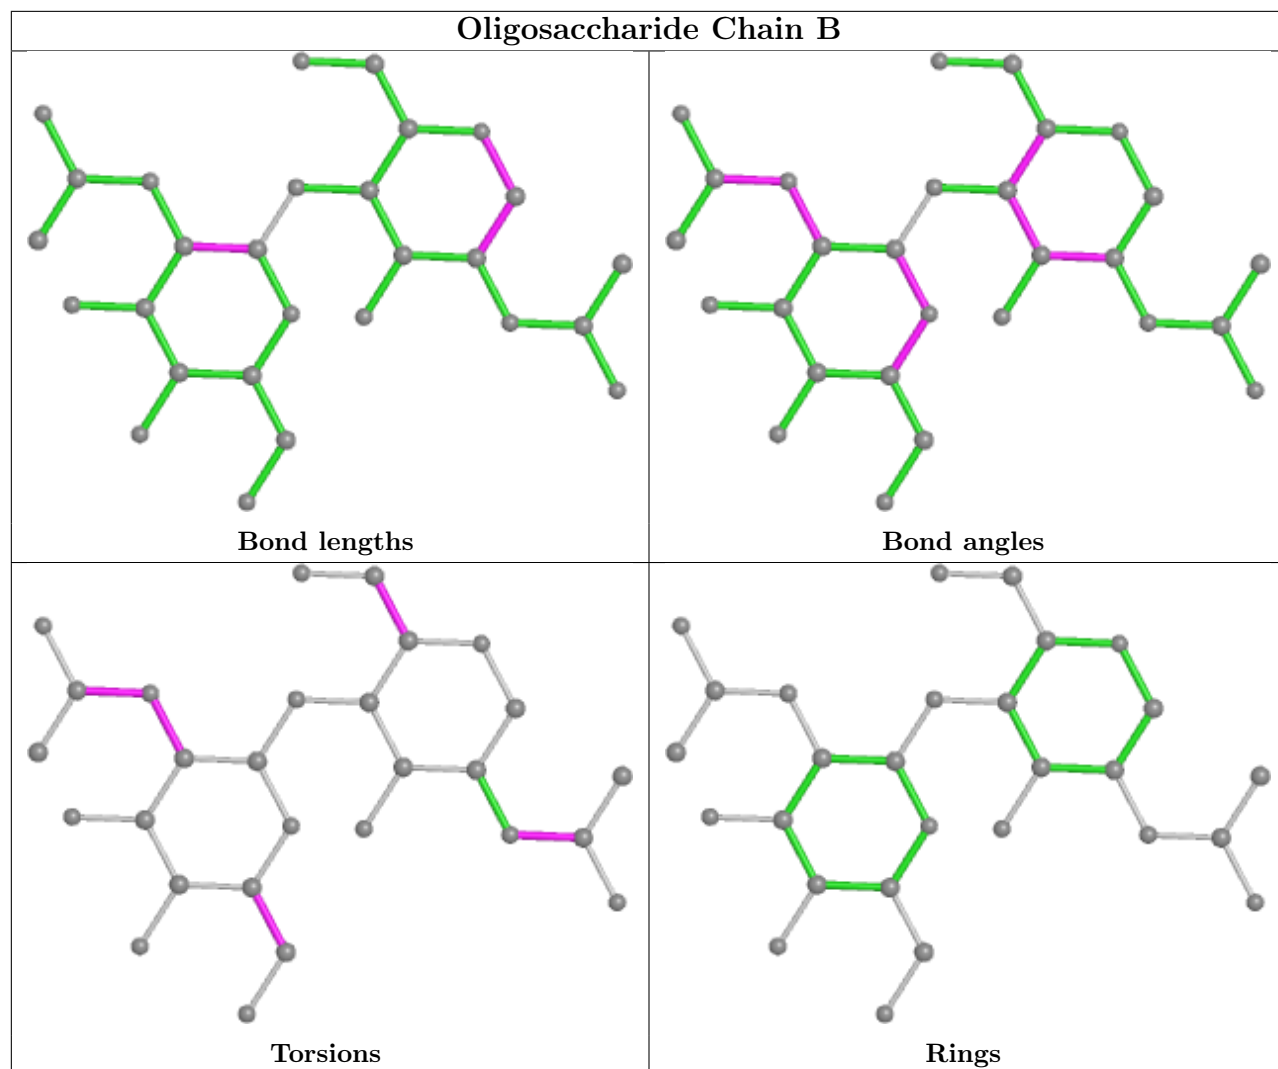 Oligosaccharide Chain B
Bond lengths
Bond angles
Torsions
Rings